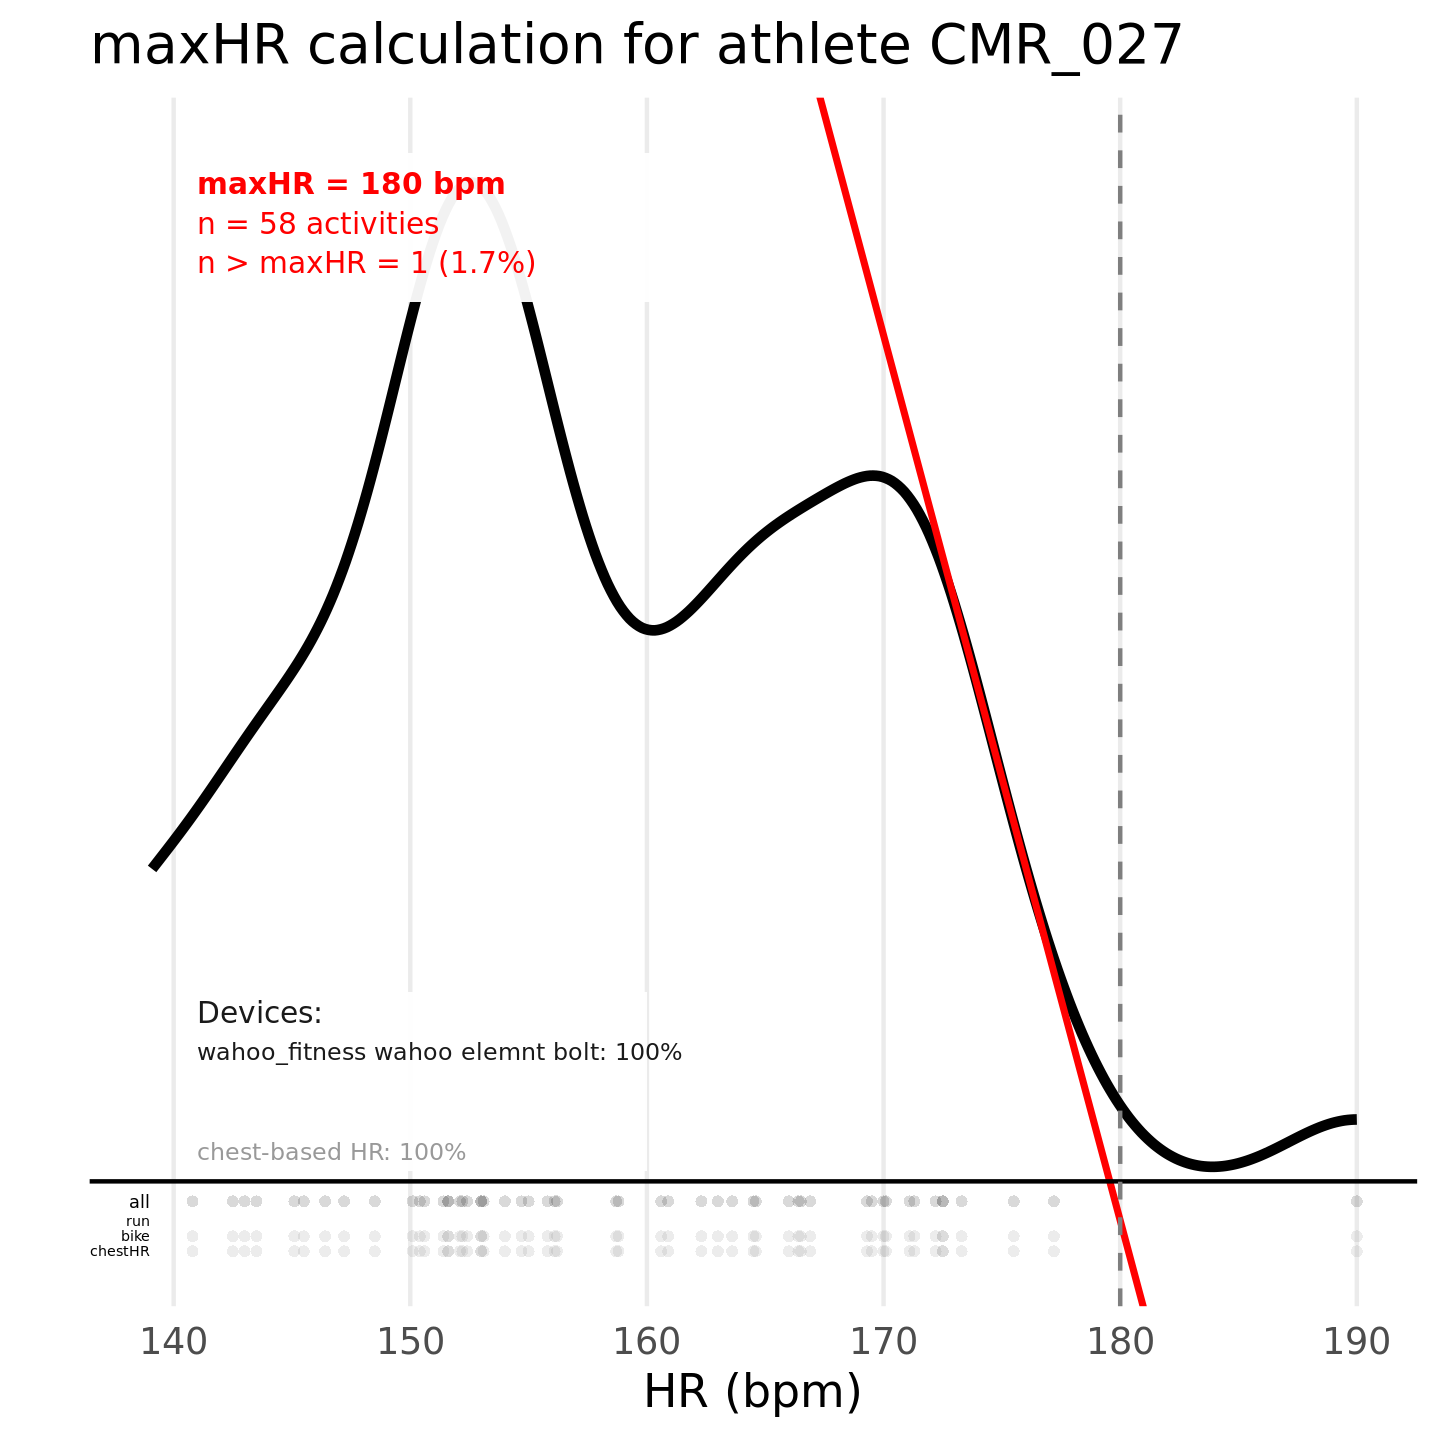 maxHR calculation for athlete CMR_027
maxHR = 180 bpm
n = 58 activities
n > maxHR = 1 (1.7%)
Devices:
wahoo_fitness wahoo elemnt bolt: 100%
chest-based HR: 100%
all
run
bike
chestHR
140 150 160 170 180 190
HR (bpm)